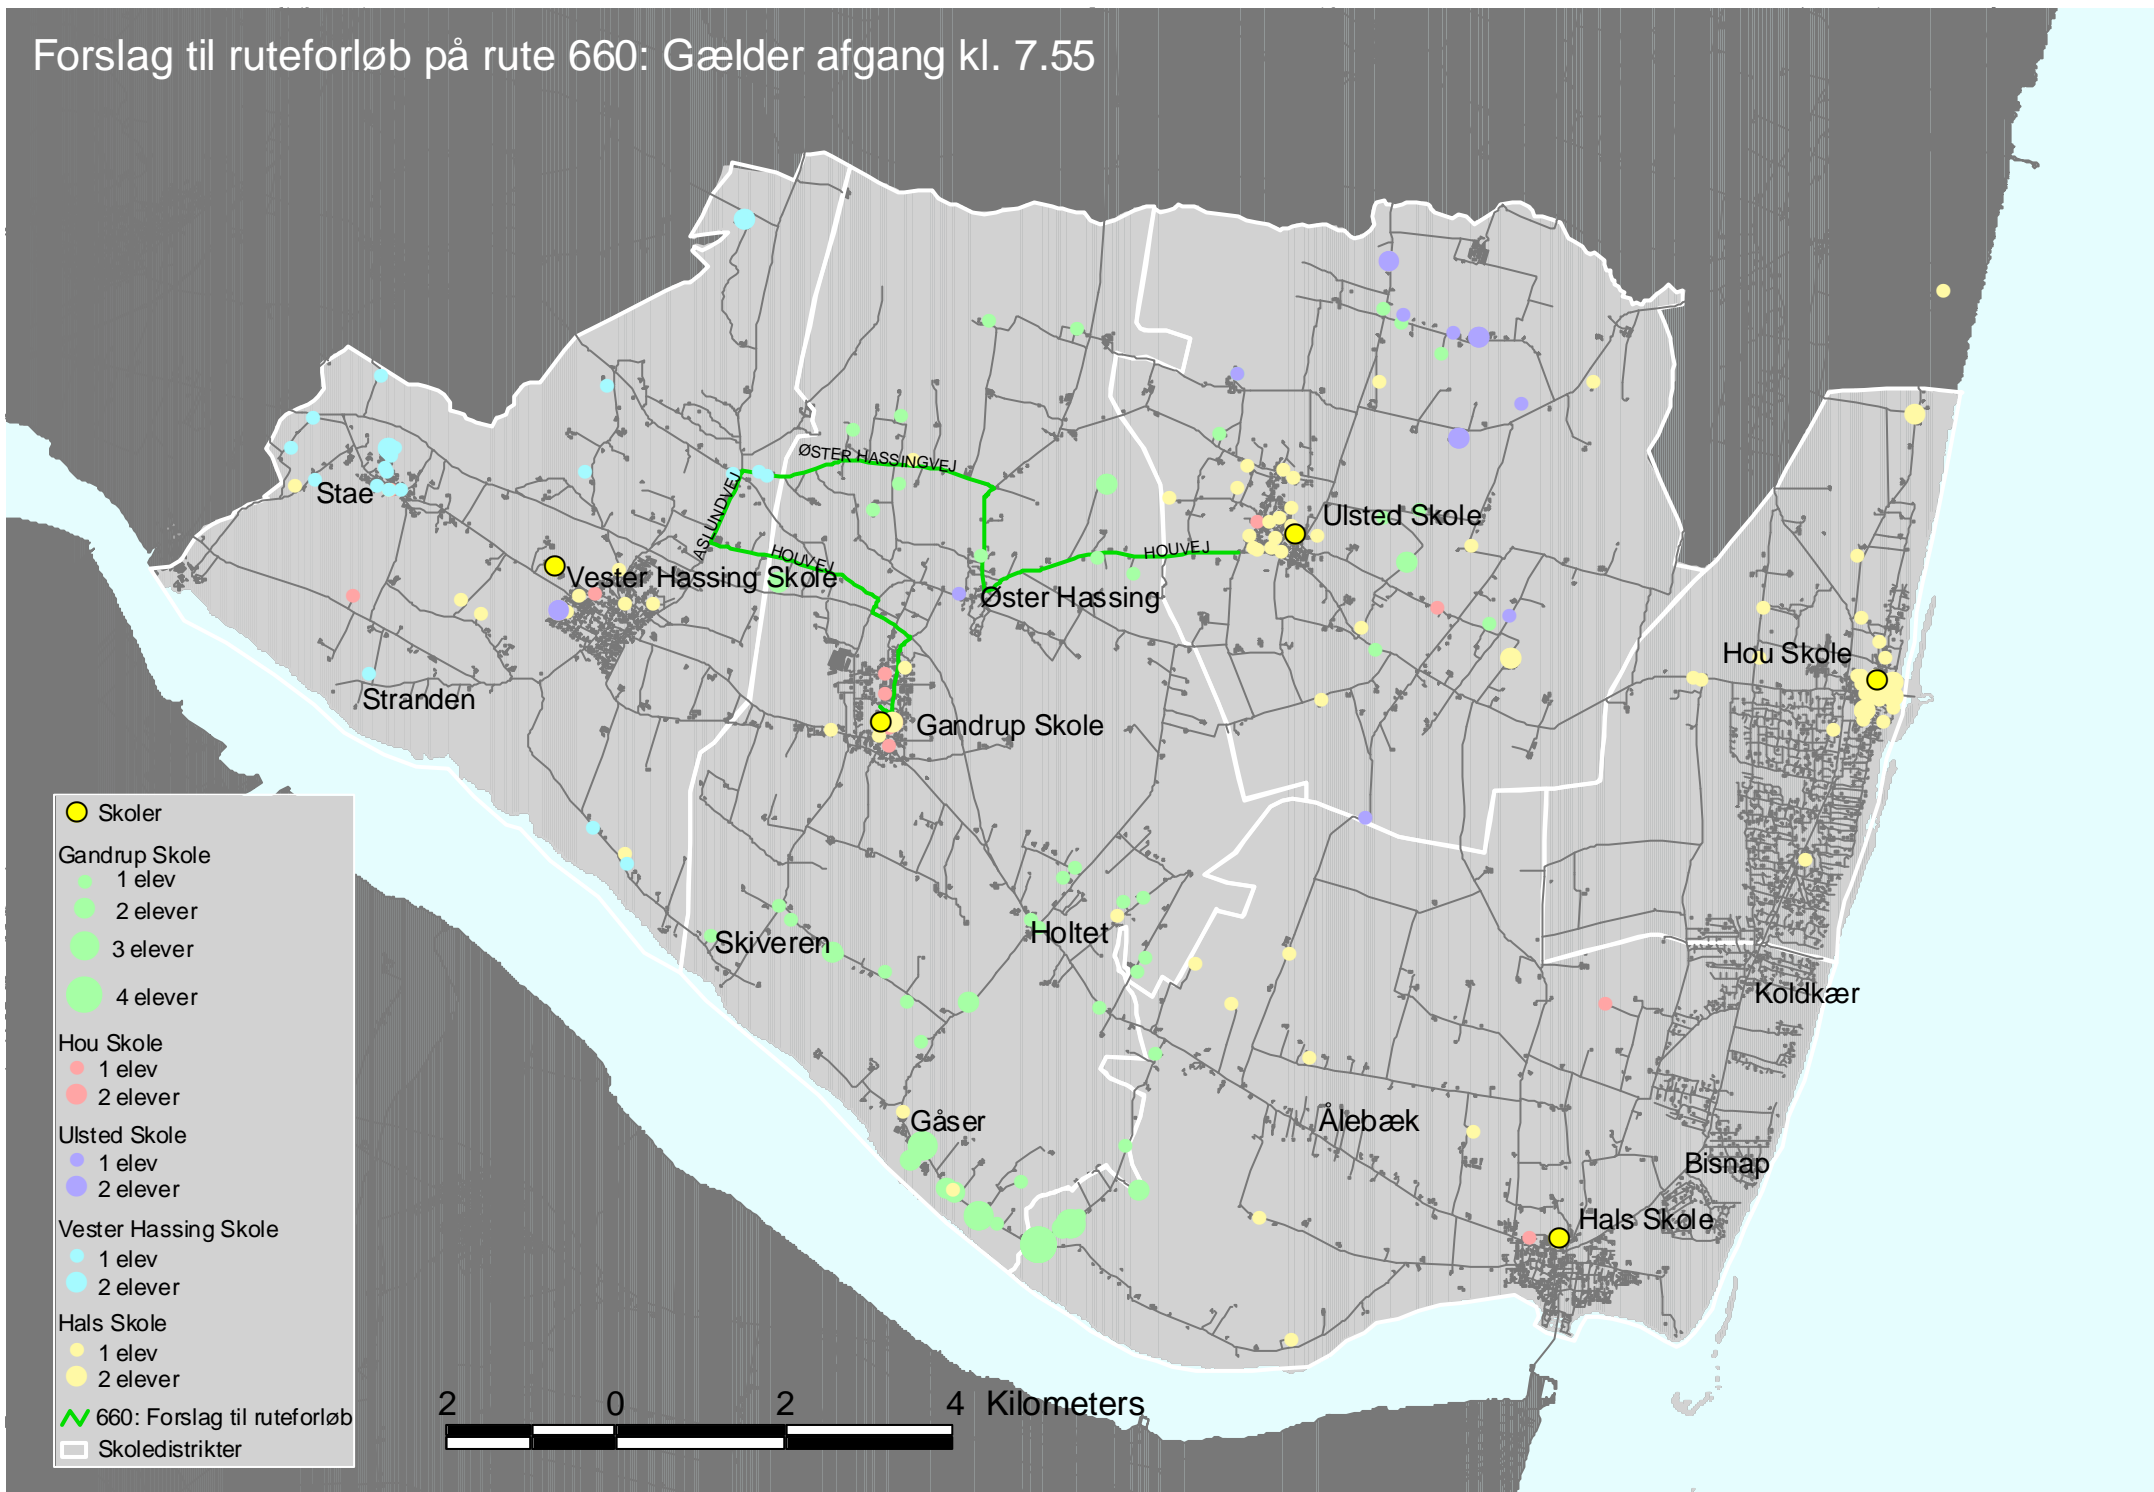 Forslag til ruteforløb på rute 660: Gælder afgang kl. 7.55
ØSTER HASSINGVEJ
ASLUNDVEJ
HOUVEJ
HOUVEJ
Stae
Ulsted Skole
Vester Hassing Skole
Øster Hassing
Hou Skole
Stranden
Gandrup Skole
Skiveren
Holtet
Koldkær
Gåser
Ålebæk
Bisnap
Hals Skole
Skoler
Gandrup Skole
1 elev
2 elever
3 elever
4 elever
Hou Skole
1 elev
2 elever
Ulsted Skole
1 elev
2 elever
Vester Hassing Skole
1 elev
2 elever
Hals Skole
1 elev
2 elever
660: Forslag til ruteforløb
Skoledistrikter
2 0 2 4 Kilometers